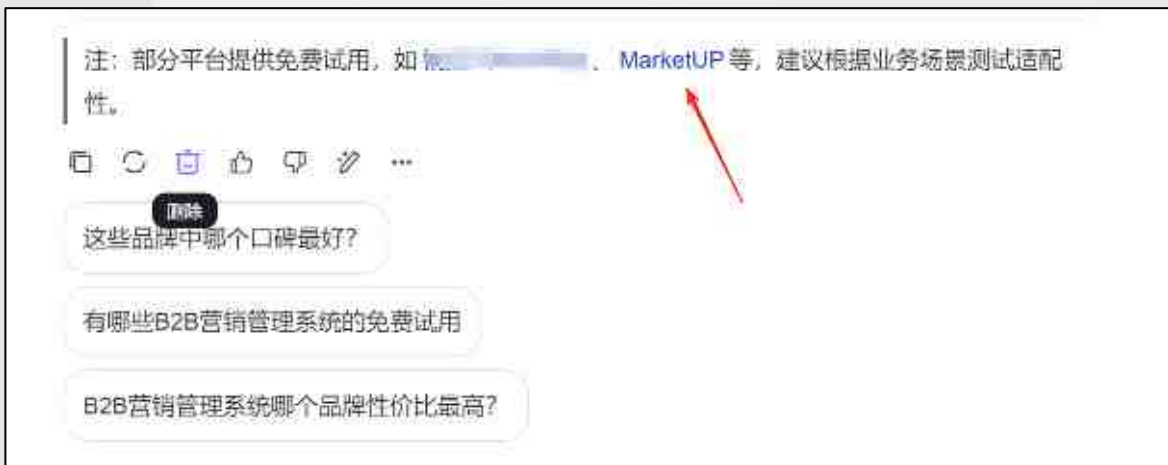 注：部分平台提供免费试用，如 、 MarketUP 等，建议根据业务场景测试适配
性。
删除
这些品牌中哪个口碑最好？
有哪些B2B营销管理系统的免费试用
B2B营销管理系统哪个品牌性价比最高？